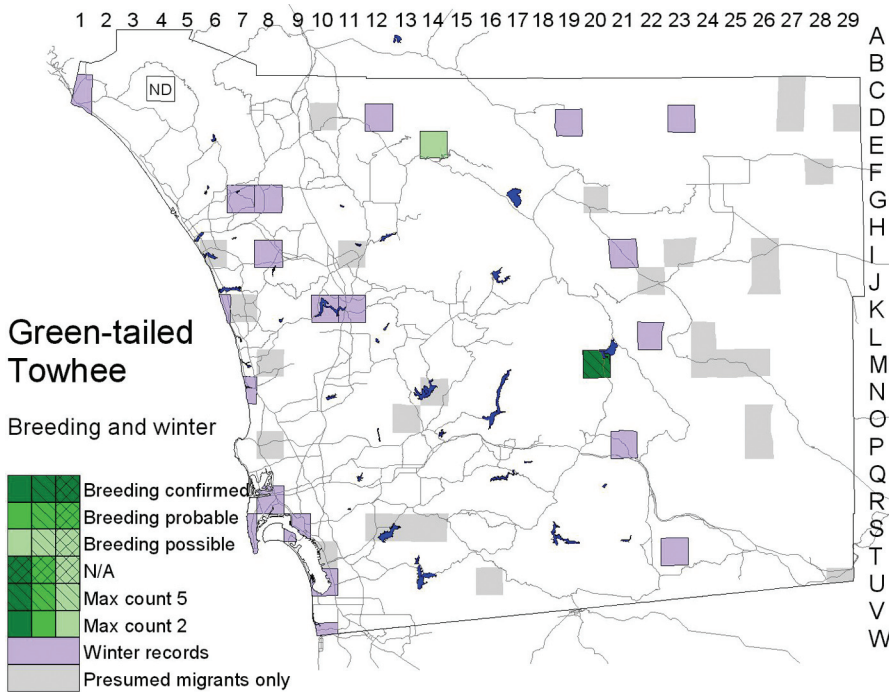 1 2 3 4 5 6 7 8 9 10 11 12 13 14 15 16 17 18 19 20 21 22 23 24 25 26 27 28 29
A
B
C
D
E
F
G
H
I
J
K
L
M
N
O
P
Q
R
S
T
U
V
W
ND
Green-tailed
Towhee
Breeding and winter
Breeding confirmed
Breeding probable
Breeding possible
N/A
Max count 5
Max count 2
Winter records
Presumed migrants only